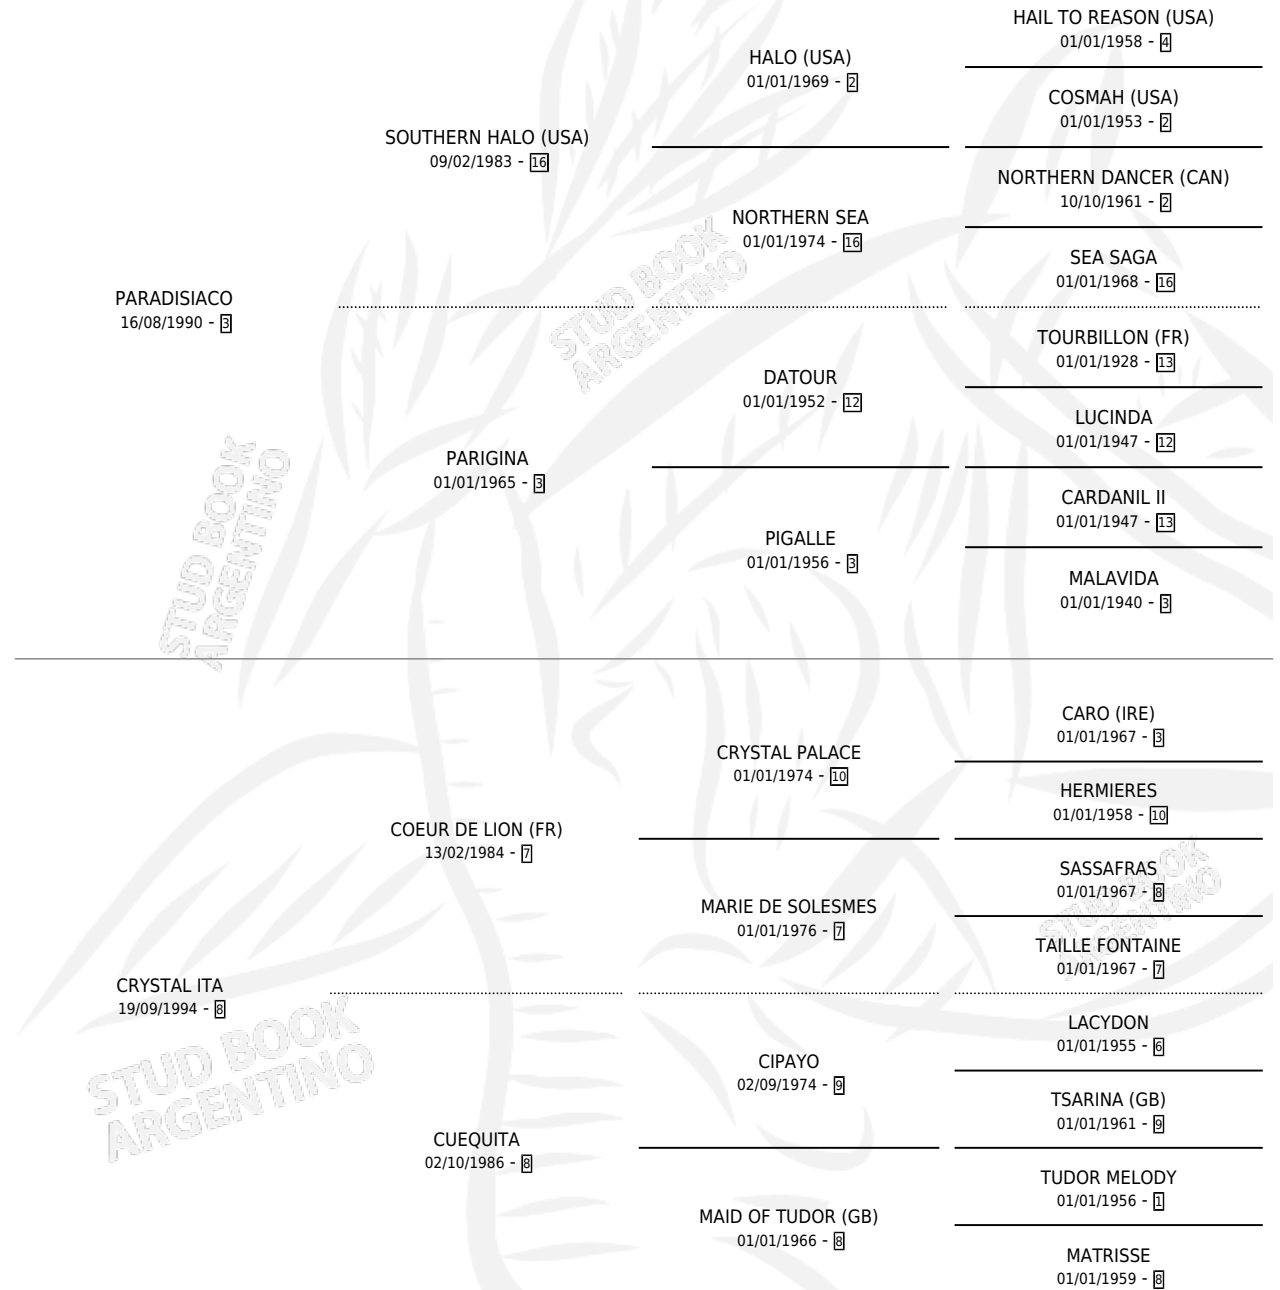 HAIL TO REASON (USA)
01/01/1958 - 4
HALO (USA)
01/01/1969 - 2
COSMAH (USA)
01/01/1953 - 2
SOUTHERN HALO (USA)
09/02/1983 - 16
NORTHERN DANCER (CAN)
10/10/1961 - 2
NORTHERN SEA
01/01/1974 - 16
SEA SAGA
01/01/1968 - 16
STUD BOOK
ARGENTINO
PARADISIACO
16/08/1990 - 3
TOURBILLON (FR)
01/01/1928 - 13
DATOUR
01/01/1952 - 12
LUCINDA
01/01/1947 - 12
PARIGINA
01/01/1965 - 3
CARDANIL II
01/01/1947 - 13
PIGALLE
01/01/1956 - 3
MALAVIDA
01/01/1940 - 3
STUD BOOK
ARGENTINO
CARO (IRE)
01/01/1967 - 3
CRYSTAL PALACE
01/01/1974 - 10
HERMIERES
01/01/1958 - 10
COEUR DE LION (FR)
13/02/1984 - 7
SASSAFRAS
01/01/1967 - 8
MARIE DE SOLESMES
01/01/1976 - 7
TAILLE FONTAINE
01/01/1967 - 7
STUD BOOK
ARGENTINO
CRYSTAL ITA
19/09/1994 - 8
LACYDON
01/01/1955 - 6
CIPAYO
02/09/1974 - 9
TSARINA (GB)
01/01/1961 - 9
CUEQUITA
02/10/1986 - 8
TUDOR MELODY
01/01/1956 - 1
MAID OF TUDOR (GB)
01/01/1966 - 8
MATRISSE
01/01/1959 - 8
STUD BOOK
ARGENTINO